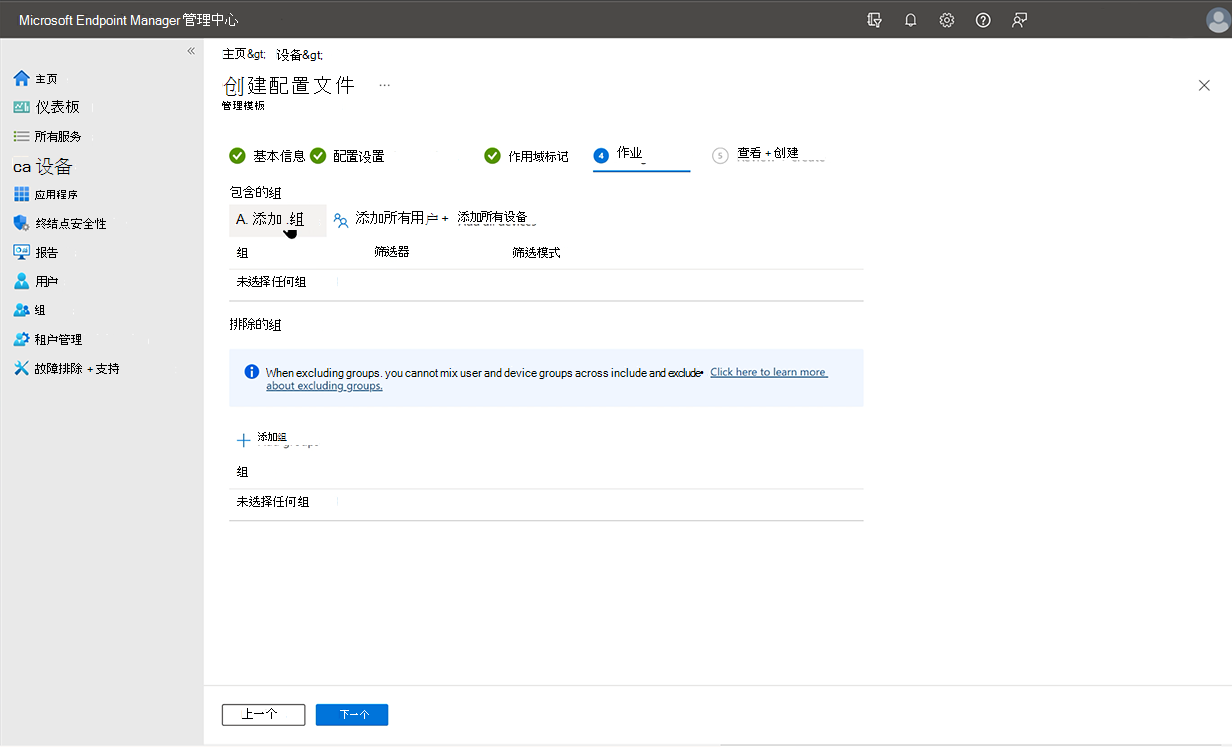 Microsoft Endpoint Manager管理中心
主页&gt; 设备&gt;
创建配置文件 ...
管理模板
主页
仪表板
所有服务
ca 设备
应用程序
终结点安全性
报告
用户
组
租户管理
故障排除 +支持
基本信息 配置设置 作用域标记 4 作业 5 查看 +创建
包含的组
A. 添加 组 添加所有用户 + 添加所有设备
组 筛选器 筛选模式
未选择任何组
排除的组
When excluding groups. you cannot mix user and device groups across include and exclude• Click here to learn more
about excluding groups.
添加组
组
未选择任何组
上一个 下一个